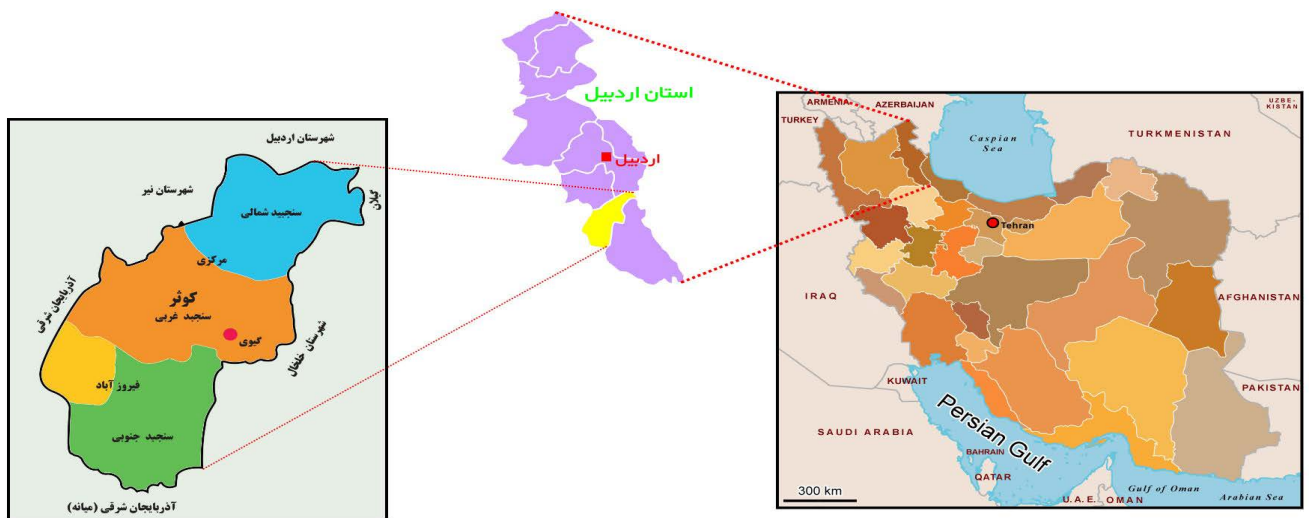 استان اردبیل
اردبیل
شهرستان اردبیل
شهرستان نیر
گیلان
سنجبید شمالی
مرکزی
کوثر
سنجبد غربی
گیوی
آذربایجان شرقی
شهرستان خلخال
فیروز آباد
سنجبد جنوبی
آذربایجان شرقی (میانه)
ARMENIA
AZERBAIJAN
UZBE-
KISTAN
TURKEY
Caspian
Sea
TURKMENISTAN
Tehran
IRAQ
AFGHANISTAN
KUWAIT
PAKISTAN
SAUDI ARABIA
Persian Gulf
BAHRAIN
QATAR
300 km
U.A.E.
OMAN
Gulf of Oman
Arabian Sea